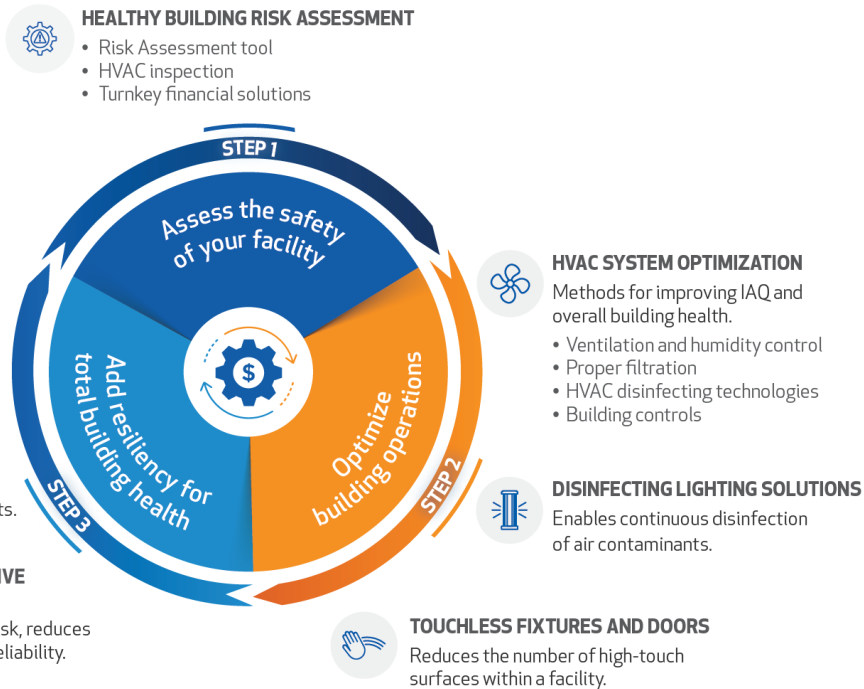 HEALTHY BUILDING RISK ASSESSMENT
• Risk Assessment tool
• HVAC inspection
• Turnkey financial solutions
STEP 1
Assess the safety
of your facility
HVAC SYSTEM OPTIMIZATION
Methods for improving IAQ and
overall building health.
• Ventilation and humidity control
• Proper filtration
• HVAC disinfecting technologies
• Building controls
$
Optimize
building operations
STEP 2
DISINFECTING LIGHTING SOLUTIONS
Enables continuous disinfection
of air contaminants.
TOUCHLESS FIXTURES AND DOORS
Reduces the number of high-touch
surfaces within a facility.
Add resiliency for
total building health
STEP 3
ts.
IVE
sk, reduces
eliability.